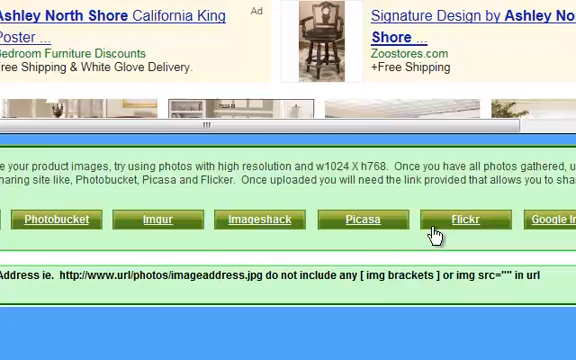 Ashley North Shore California King
Poster ...
Bedroom Furniture Discounts
Free Shipping & White Glove Delivery.
Ad
Signature Design by Ashley No
Shore ...
Zoostores.com
+Free Shipping
e your product images, try using photos with high resolution and w1024 X h768. Once you have all photos gathered, u
haring site like, Photobucket, Picasa and Flicker. Once uploaded you will need the link provided that allows you to sha
Photobucket
Imgur
Imageshack
Picasa
Flickr
Google I
Address ie. http://www.url/photos/imageaddress.jpg do not include any [ img brackets ] or img src="" in url